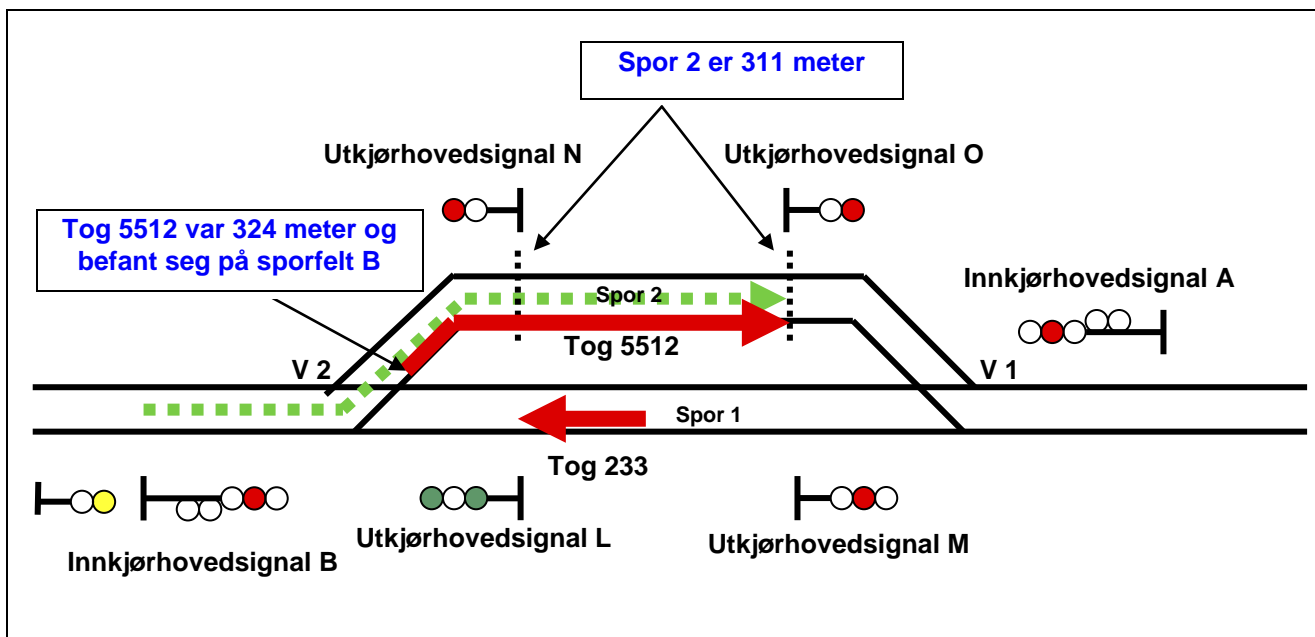 Spor 2 er 311 meter
Utkjørhovedsignal N
Utkjørhovedsignal O
Tog 5512 var 324 meter og
befant seg på sporfelt B
Innkjørhovedsignal A
Spor 2
Tog 5512
V 2
V 1
Spor 1
Tog 233
Innkjørhovedsignal B
Utkjørhovedsignal L
Utkjørhovedsignal M